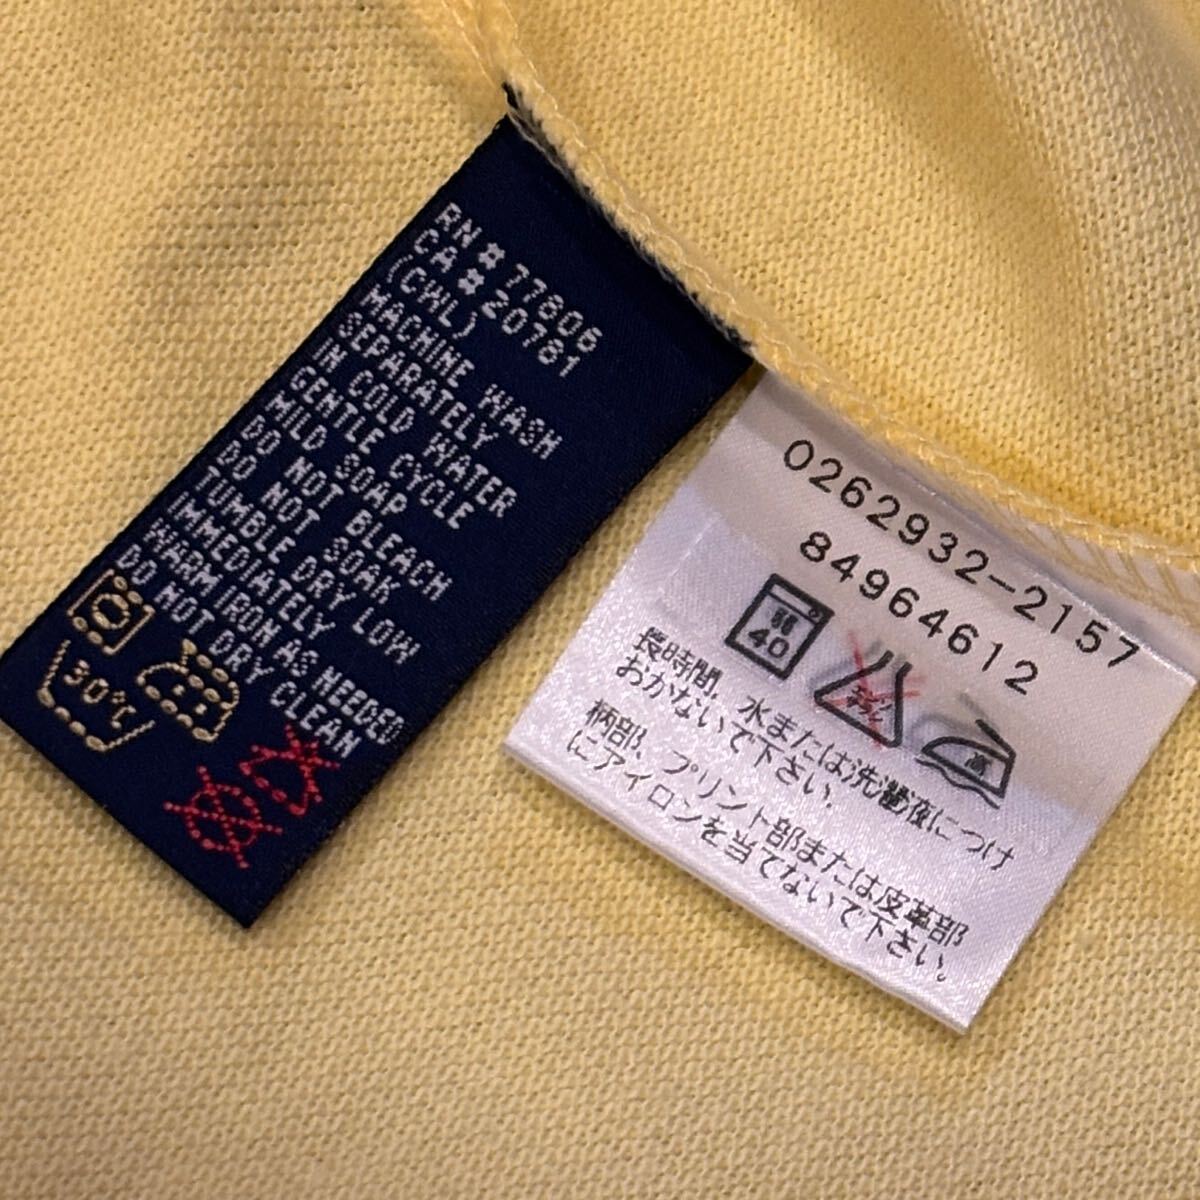 RN # 77806
CA # 20781
(CWL)
MACHINE WASH
SEPARATELY
IN COLD WATER
GENTLE CYCLE
MILD SOAP
DO NOT BLEACH
DO NOT SOAK
TUMBLE DRY LOW
IMMEDIATELY
WARM IRON AS NEEDED
DO NOT DRY CLEAN
30°C
0262932-2157
84964612
弱
40
高
長時間、水または洗濯液につけ
おかないで下さい。
柄部、プリント部または皮革部
にアイロンを当てないで下さい。